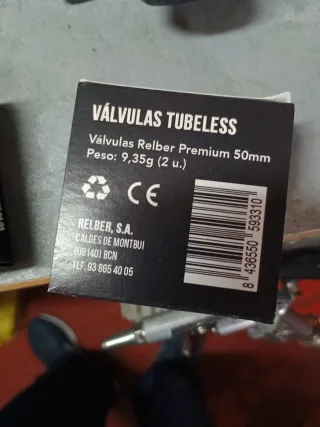 VÁLVULAS TUBELESS
Válvulas Relber Premium 50mm
Peso: 9,35g (2 u.)
CE
RELBER, S.A.
CALDES DE MONTBUI
(08140) BCN
TLF. 93 865 40 05
8 436550 593310